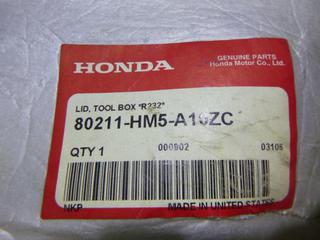 HONDA
GENUINE PARTS
Honda Motor Co., Ltd.
LID, TOOL BOX *R232*
80211-HM5-A10ZC
QTY 1 000802 03106
NKP MADE IN UNITED STATES